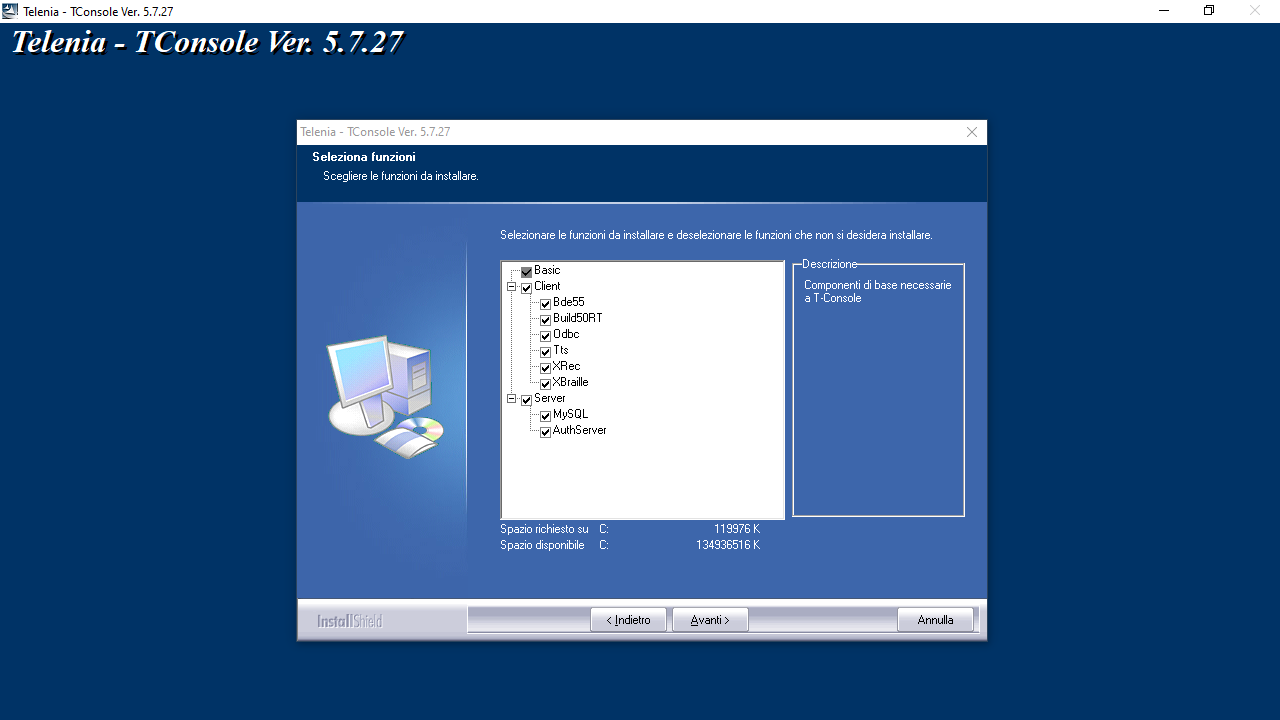 Telenia - TConsole Ver. 5.7.27
Telenia - TConsole Ver. 5.7.27
Telenia - TConsole Ver. 5.7.27
Seleziona funzioni
Scegliere le funzioni da installare.
Selezionare le funzioni da installare e deselezionare le funzioni che non si desidera installare.
Basic
Client
Bde55
Build50RT
Odbc
Tts
XRec
XBraille
Server
MySQL
AuthServer
Descrizione
Componenti di base necessarie
a T-Console
Spazio richiesto su C: 119976 K
Spazio disponibile C: 134936516 K
InstallShield
< Indietro
Avanti >
Annulla